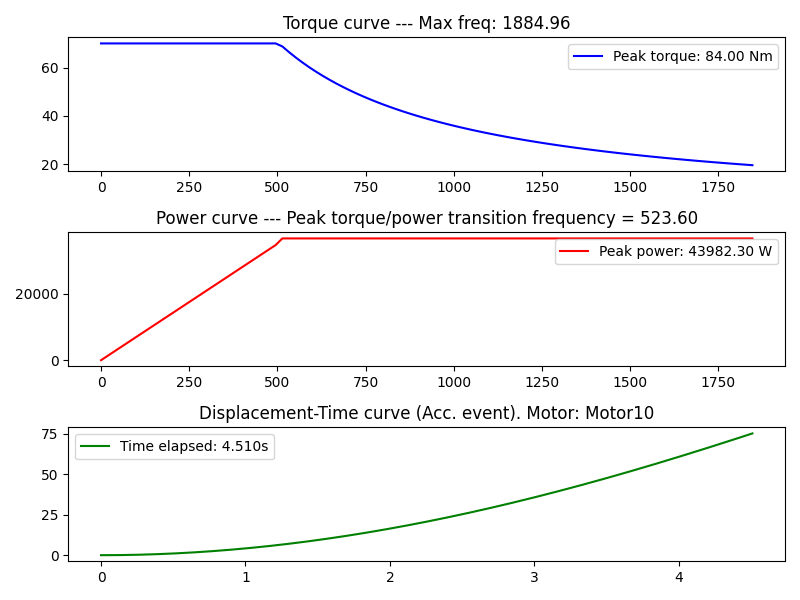 Torque curve --- Max freq: 1884.96
Peak torque: 84.00 Nm
60
40
20
0 250 500 750 1000 1250 1500 1750
Power curve --- Peak torque/power transition frequency = 523.60
Peak power: 43982.30 W
20000
0
0 250 500 750 1000 1250 1500 1750
Displacement-Time curve (Acc. event). Motor: Motor10
Time elapsed: 4.510s
75
50
25
0
0 1 2 3 4